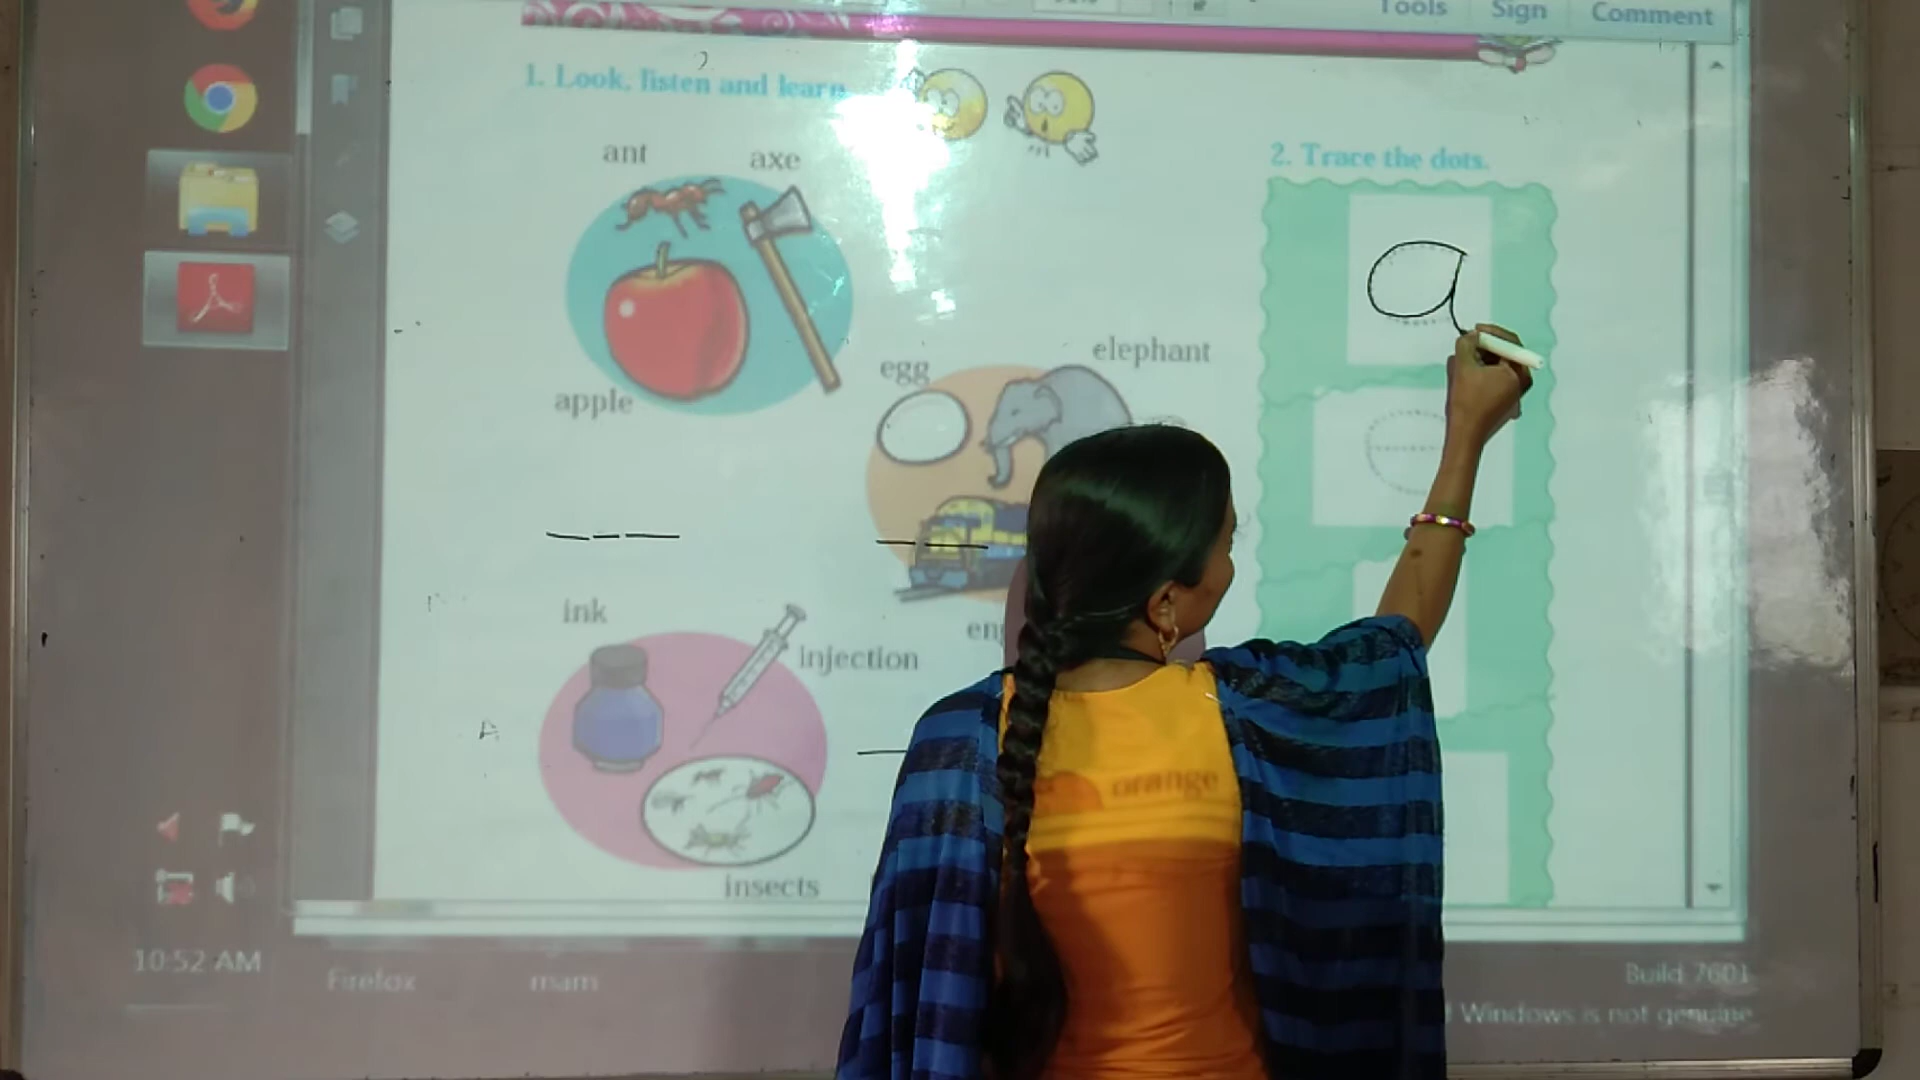 Tools Sign Comment
1. Look, listen and learn
ant axe
2. Trace the dots.
apple
egg elephant
a
e
ink
injection
orange
insects
10:52 AM
Firefox mam
Build 7601
Windows is not genuine